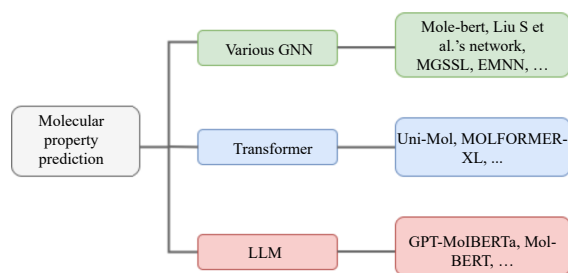 Molecular
property
prediction
Various GNN
Mole-bert, Liu S et
al.'s network,
MGSSL, EMNN, …
Transformer
Uni-Mol, MOLFORMER-
XL, ...
LLM
GPT-MolBERTa, Mol-
BERT, …